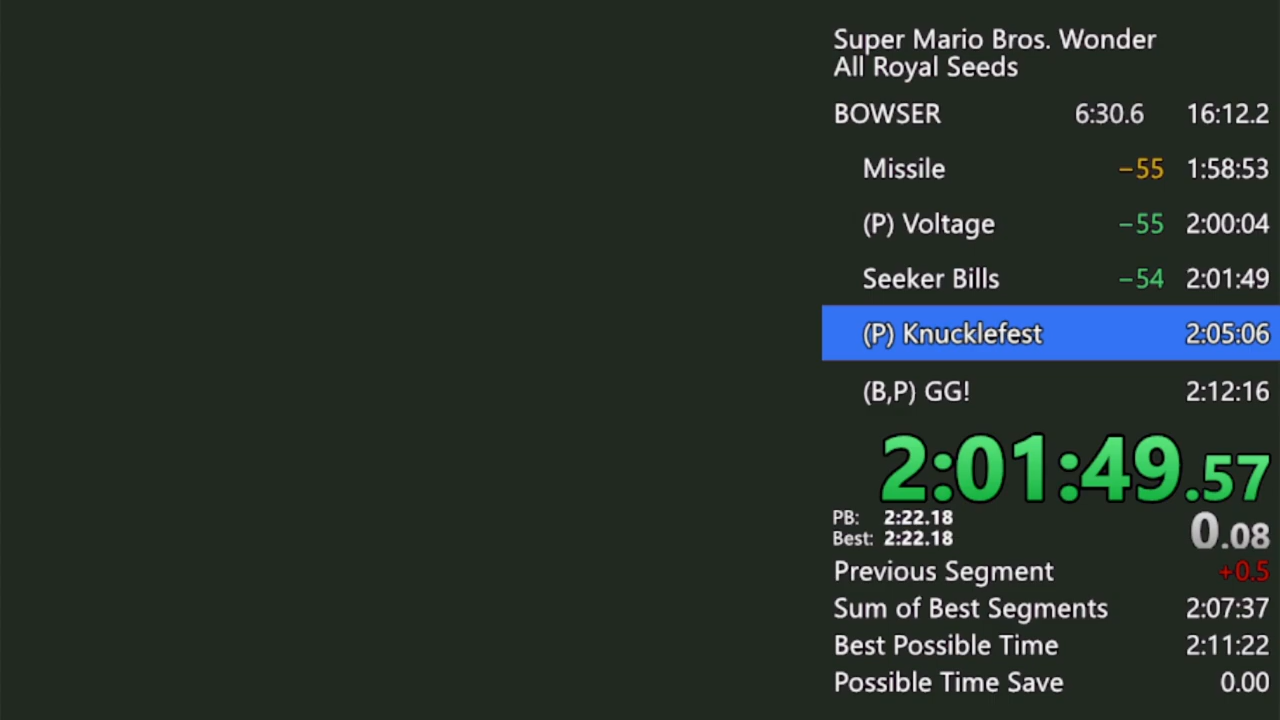 Super Mario Bros. Wonder
All Royal Seeds
BOWSER 6:30.6 16:12.2
Missile −55 1:58:53
(P) Voltage −55 2:00:04
Seeker Bills −54 2:01:49
(P) Knucklefest 2:05:06
(B,P) GG! 2:12:16
2:01:49.57
PB: 2:22.18
Best: 2:22.18
0.08
Previous Segment +0.5
Sum of Best Segments 2:07:37
Best Possible Time 2:11:22
Possible Time Save 0.00